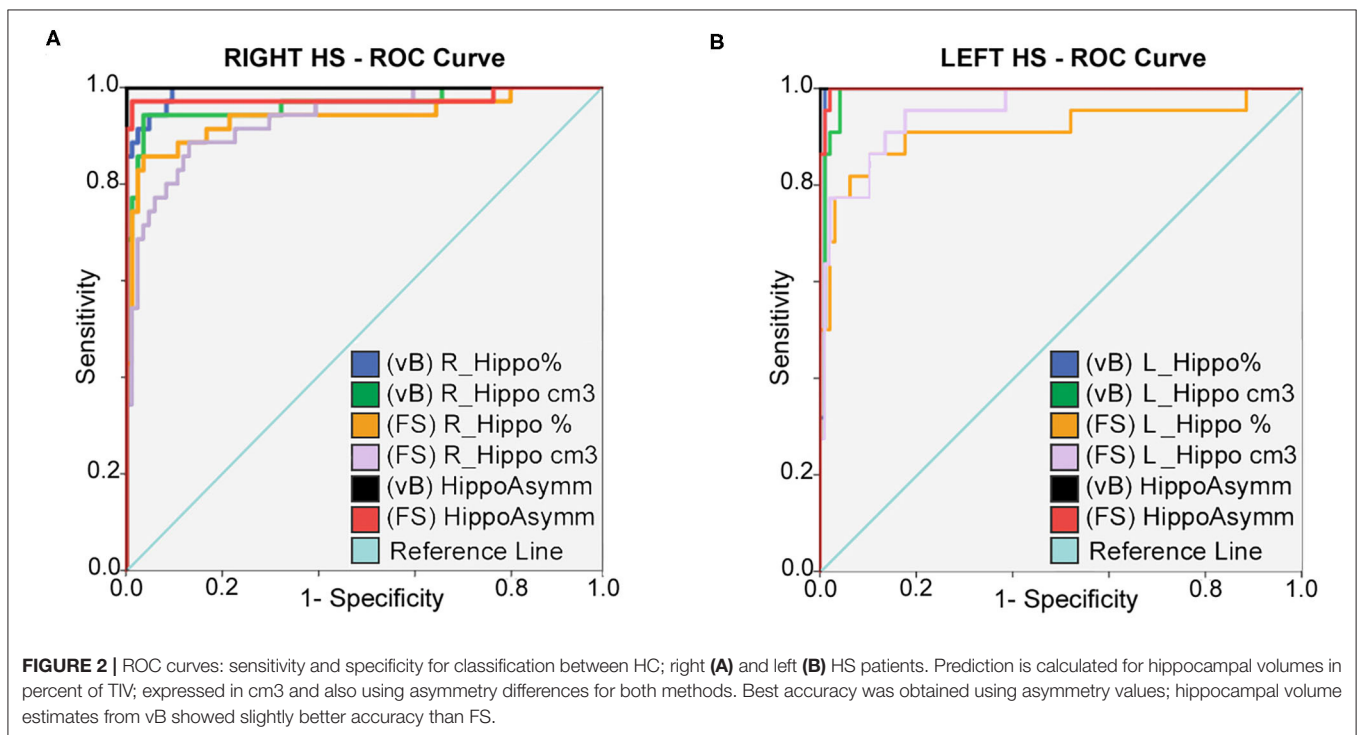 A
RIGHT HS - ROC Curve
1.0
0.8
0.2
0.0
Sensitivity
0.0
0.2
0.8
1.0
1- Specificity
(vB) R_Hippo%
(vB) R_Hippo cm3
(FS) R_Hippo %
(FS) R_Hippo cm3
(vB) HippoAsymm
(FS) HippoAsymm
Reference Line
B
LEFT HS - ROC Curve
1.0
0.8
0.2
0.0
Sensitivity
0.0
0.2
0.8
1.0
1- Specificity
(vB) L_Hippo%
(vB) L_Hippo cm3
(FS) L_Hippo %
(FS) L_Hippo cm3
(vB) HippoAsymm
(FS) HippoAsymm
Reference Line
FIGURE 2 | ROC curves: sensitivity and specificity for classification between HC; right (A) and left (B) HS patients. Prediction is calculated for hippocampal volumes in
percent of TIV; expressed in cm3 and also using asymmetry differences for both methods. Best accuracy was obtained using asymmetry values; hippocampal volume
estimates from vB showed slightly better accuracy than FS.